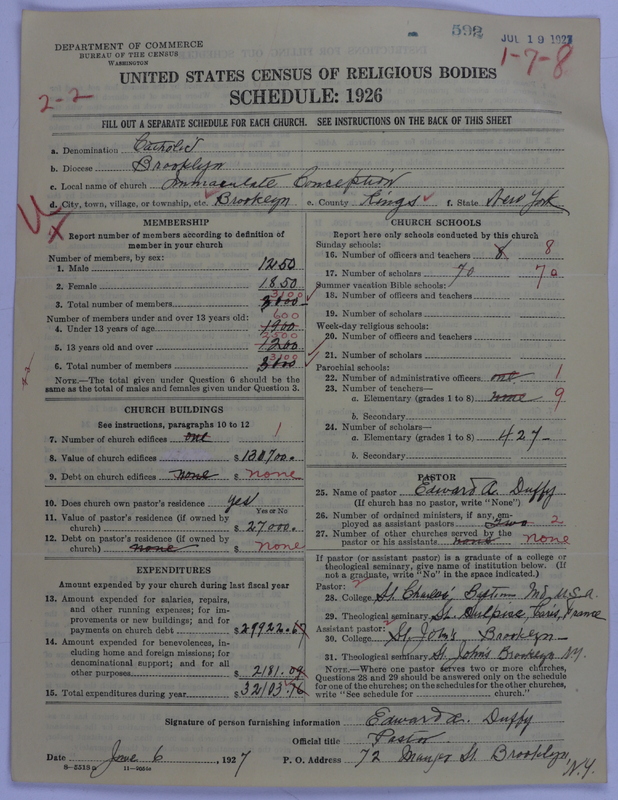 592 JUL 19 1927
DEPARTMENT OF COMMERCE
BUREAU OF THE CENSUS
WASHINGTON
1-7-8
UNITED STATES CENSUS OF RELIGIOUS BODIES
2-2
SCHEDULE: 1926
FILL OUT A SEPARATE SCHEDULE FOR EACH CHURCH. SEE INSTRUCTIONS ON THE BACK OF THIS SHEET
a. Denomination Catholic
b. Diocese Brooklyn
c. Local name of church Immaculate Conception
d. City, town, village, or township, etc. Brooklyn e. County Kings f. State New York
MEMBERSHIP
Report number of members according to definition of
member in your church
Number of members, by sex:
1. Male 1250
2. Female 1850
3. Total number of members 3100
Number of members under and over 13 years old:
4. Under 13 years of age 1900 600
5. 13 years old and over 1200 2500
6. Total number of members 3100
NOTE.—The total given under Question 6 should be the
same as the total of males and females given under Question 3.
CHURCH BUILDINGS
See instructions, paragraphs 10 to 12
7. Number of church edifices one 1
8. Value of church edifices $ 130700.
9. Debt on church edifices none $ none
10. Does church own pastor's residence yes
Yes or No
11. Value of pastor's residence (if owned by
church) $ 27000.
12. Debt on pastor's residence (if owned by
church) none $ none
EXPENDITURES
Amount expended by your church during last fiscal year
13. Amount expended for salaries, repairs,
and other running expenses; for im-
provements or new buildings; and for
payments on church debt $ 29922.67
14. Amount expended for benevolences, in-
cluding home and foreign missions; for
denominational support; and for all
other purposes 2181.09
15. Total expenditures during year $ 32103.76
CHURCH SCHOOLS
Report here only schools conducted by this church
Sunday schools:
16. Number of officers and teachers 8 8
17. Number of scholars 70 70
Summer vacation Bible schools:
18. Number of officers and teachers
19. Number of scholars
Week-day religious schools:
20. Number of officers and teachers
21. Number of scholars
Parochial schools:
22. Number of administrative officers one 1
23. Number of teachers—
a. Elementary (grades 1 to 8) none 9
b. Secondary
24. Number of scholars—
a. Elementary (grades 1 to 8) 427-
b. Secondary
PASTOR
25. Name of pastor Edward A. Duffy
(If church has no pastor, write "None")
26. Number of ordained ministers, if any, em-
ployed as assistant pastors two 2
27. Number of other churches served by the
pastor or his assistants none none
If pastor (or assistant pastor) is a graduate of a college or
theological seminary, give name of institution below. (If
not a graduate, write "No" in the space indicated.)
Pastor: 2
28. College St. Charles, Md, U.S.A.
29. Theological seminary St. Sulpice, Paris, France
Assistant pastor: 2
30. College St. John's Brooklyn—
31. Theological seminary St. John's Brooklyn N.Y.
NOTE.—Where one pastor serves two or more churches,
Questions 28 and 29 should be answered only on the schedule
for one of the churches; on the schedules for the other churches,
write "See schedule for church."
Signature of person furnishing information Edward A. Duffy
Official title Pastor
Date June 6, 1927 P. O. Address 72 St. Brooklyn, N.Y.
8-5518a 11-9051a